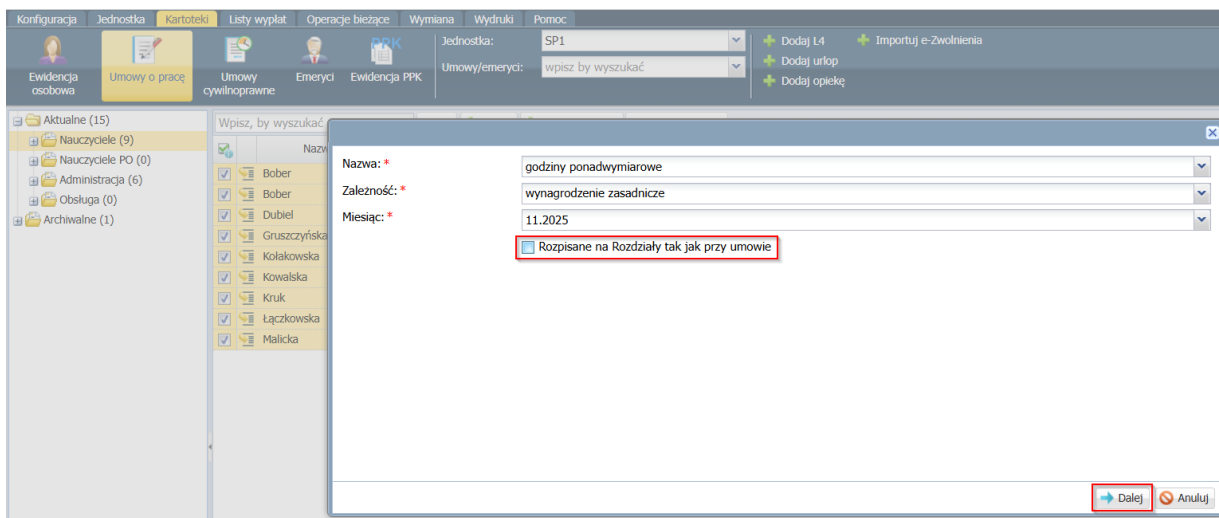 Konfiguracja Jednostka Kartoteki Listy wypłat Operacje bieżące Wymiana Wydruki Pomoc
Ewidencja osobowa
Umowy o pracę
Umowy cywilnoprawne
Emeryci
Ewidencja PPK
Jednostka: SP1
Umowy/emeryci: wpisz by wyszukać
Dodaj L4 Importuj e-Zwolnienia
Dodaj urlop
Dodaj opiekę
Aktualne (15)
Nauczyciele (9)
Nauczyciele PO (0)
Administracja (6)
Obsługa (0)
Archiwalne (1)
Wpisz, by wyszukać
Bober
Bober
Dubiel
Gruszczyńska
Kołakowska
Kowalska
Kruk
Łączkowska
Malicka
Nazwa: * godziny ponadwymiarowe
Zależność: * wynagrodzenie zasadnicze
Miesiąc: * 11.2025
Rozpisane na Rozdziały tak jak przy umowie
Dalej Anuluj